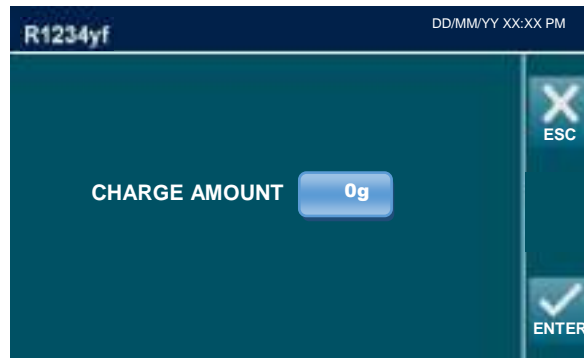 R1234yf
DD/MM/YY XX:XX PM
ESC
CHARGE AMOUNT 0g
ENTER